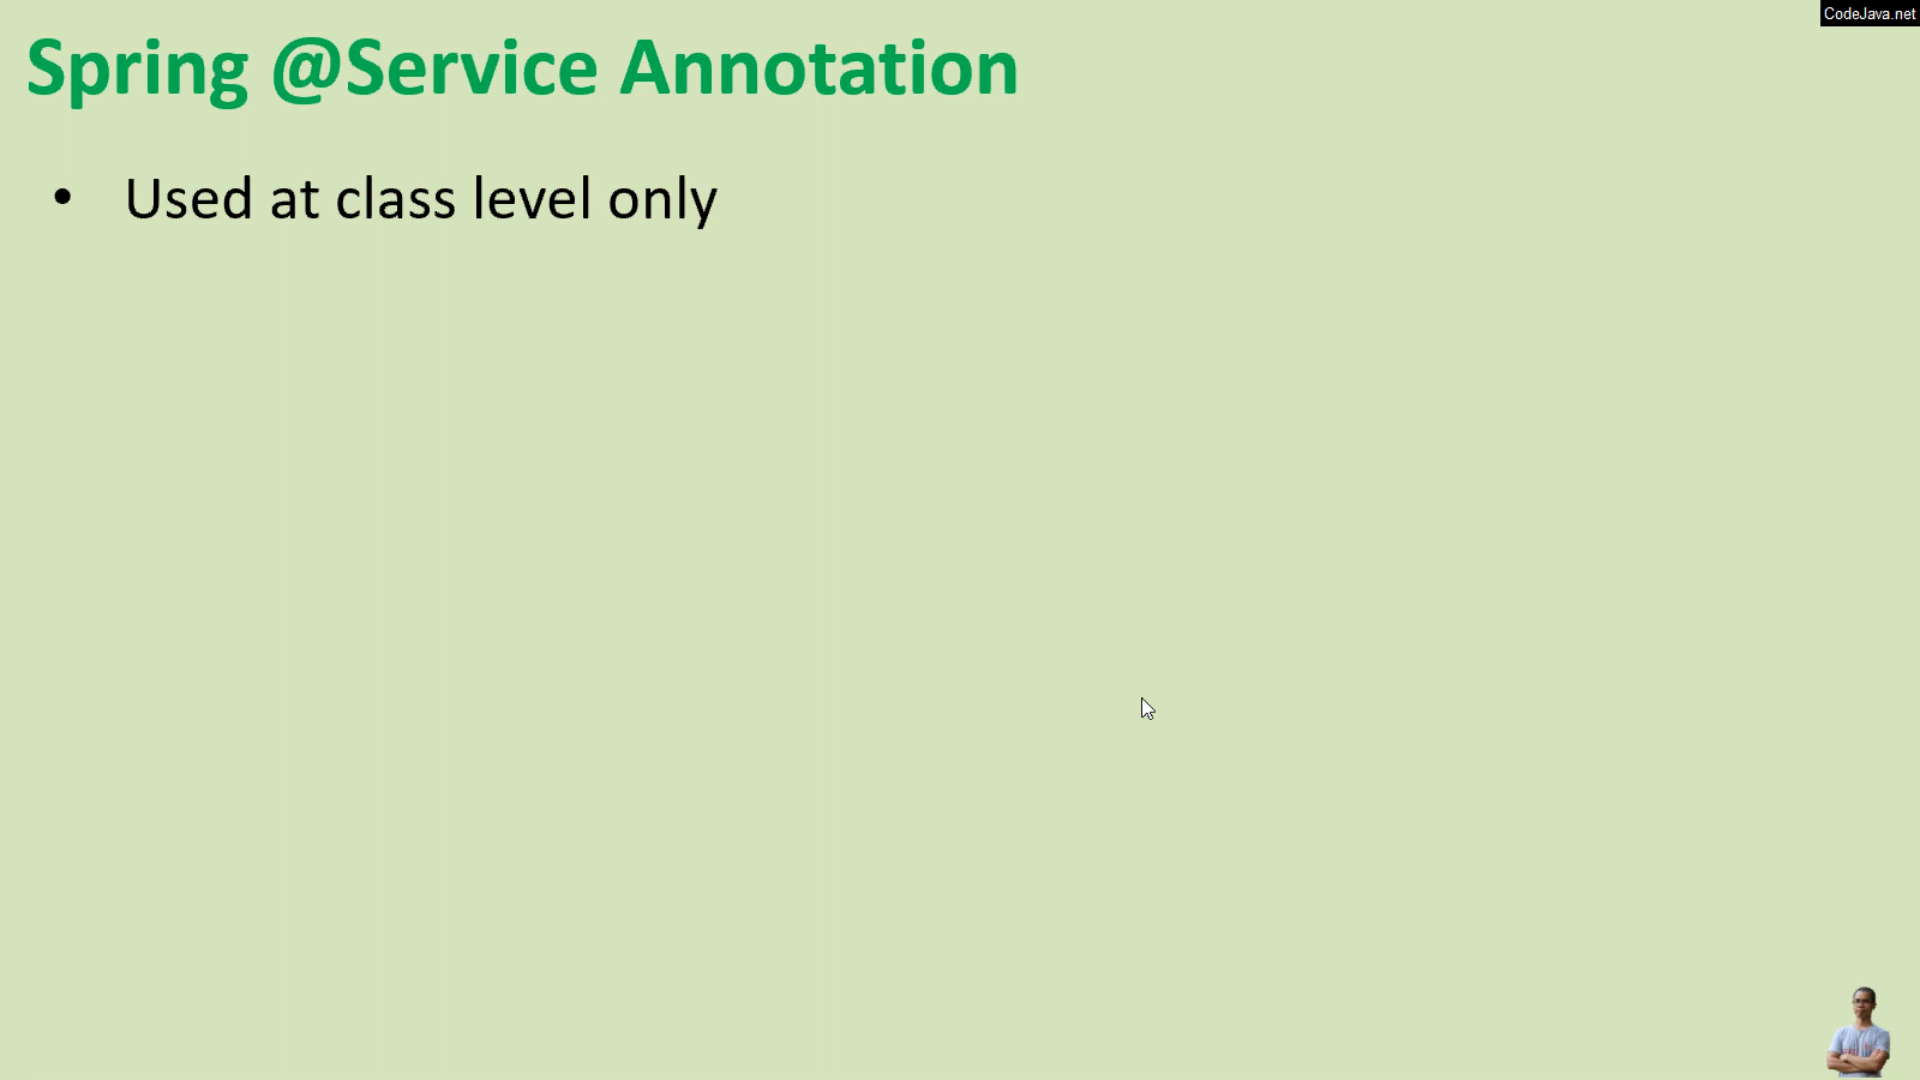 CodeJava.net
Spring @Service Annotation
• Used at class level only